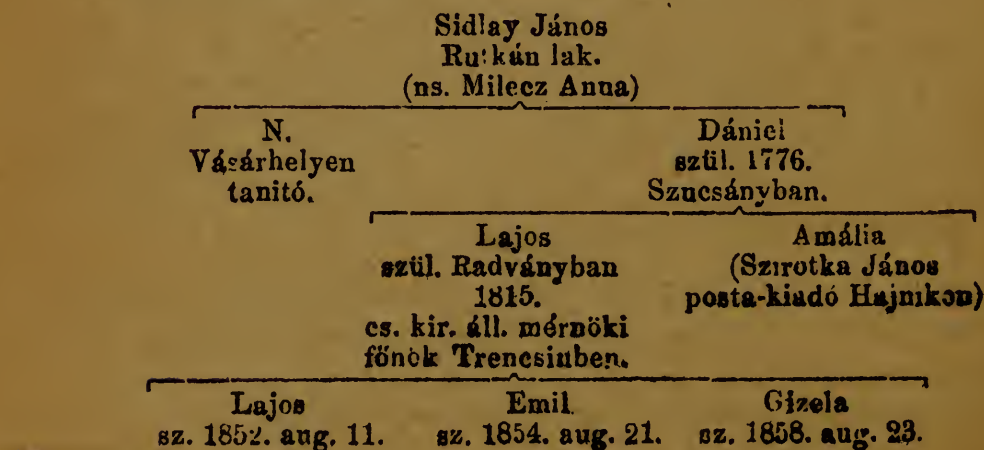 Sidlay János
Rutkán lak.
(ns. Milecz Anna)
N.
Vásárhelyen
tanitó.
Dániel
szül. 1776.
Szucsányban.
Lajos
szül. Radványban
1815.
cs. kir. áll. mérnöki
főnök Trencsinben.
Amália
(Szirotka János
posta-kiadó Hajnikon)
Lajos
sz. 1852. aug. 11.
Emil
sz. 1854. aug. 21.
Gizela
sz. 1858. aug. 23.